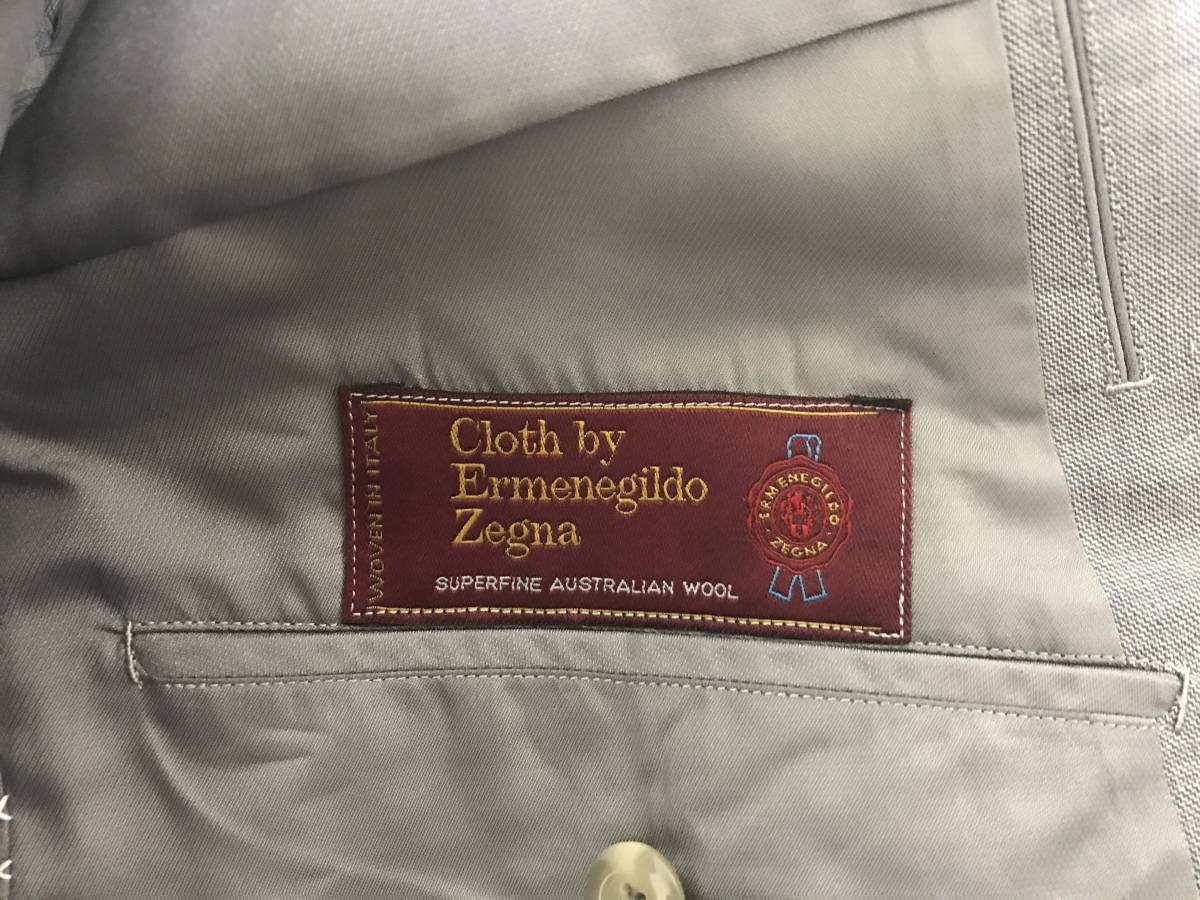 WOVEN IN ITALY
Cloth by
Ermenegildo
Zegna
SUPERFINE AUSTRALIAN WOOL
ERMENEGILDO
ZEGNA